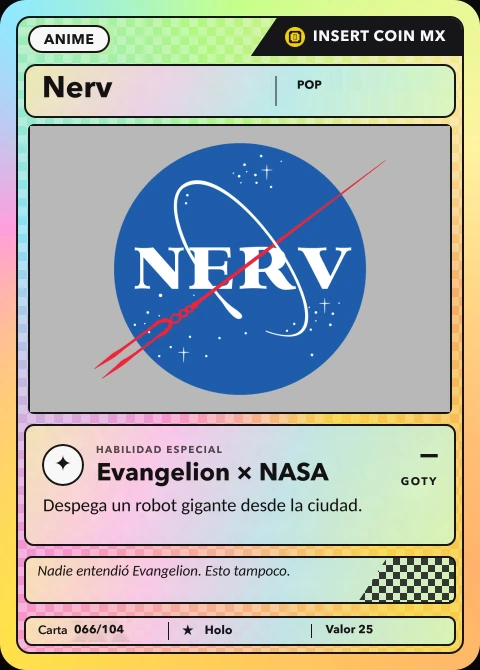 ANIME
INSERT COIN MX
Nerv
POP
NERV
HABILIDAD ESPECIAL
Evangelion × NASA
—
GOTY
Despega un robot gigante desde la ciudad.
Nadie entendió Evangelion. Esto tampoco.
Carta 066/104
★ Holo
Valor 25